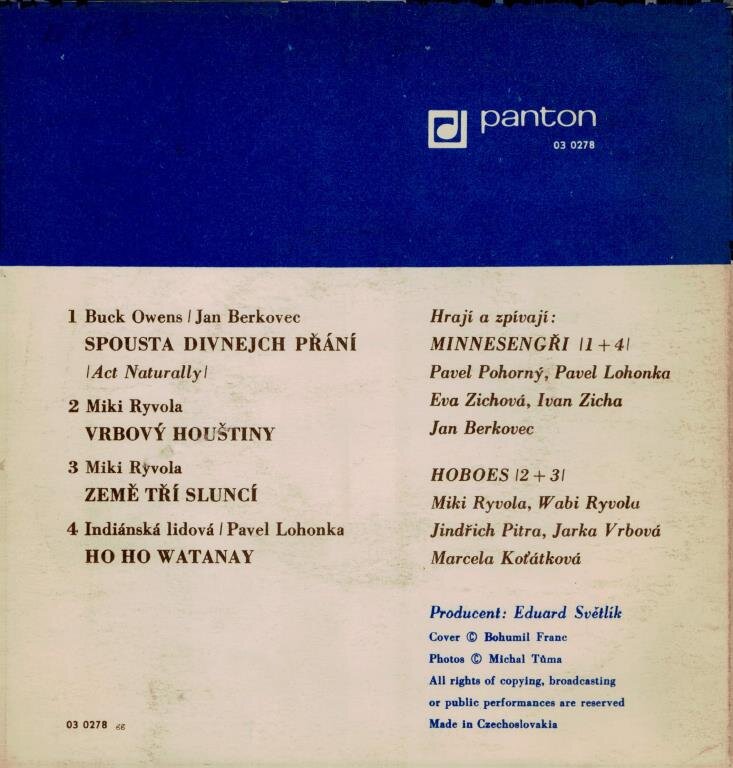 panton
03 0278
1 Buck Owens / Jan Berkovec
SPOUSTA DIVNEJCH PŘÁNÍ
/Act Naturally/
2 Miki Ryvola
VRBOVÝ HOUŠTINY
3 Miki Ryvola
ZEMĚ TŘÍ SLUNCÍ
4 Indiánská lidová / Pavel Lohonka
HO HO WATANAY
Hrají a zpívají:
MINNESENGŘI /1+4/
Pavel Pohorný, Pavel Lohonka
Eva Zichová, Ivan Zicha
Jan Berkovec
HOBOES /2+3/
Miki Ryvola, Wabi Ryvola
Jindřich Pitra, Jarka Vrbová
Marcela Koťátková
Producent: Eduard Světlík
Cover © Bohumil Franc
Photos © Michal Tůma
All rights of copying, broadcasting
or public performances are reserved
Made in Czechoslovakia
03 0278 gg